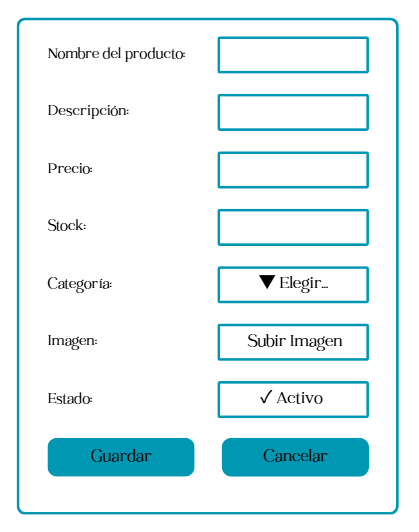 Nombre del producto:
Descripción:
Precio:
Stock:
Categoría: ▼ Elegir...
Imagen: Subir Imagen
Estado: ✓ Activo
Guardar Cancelar